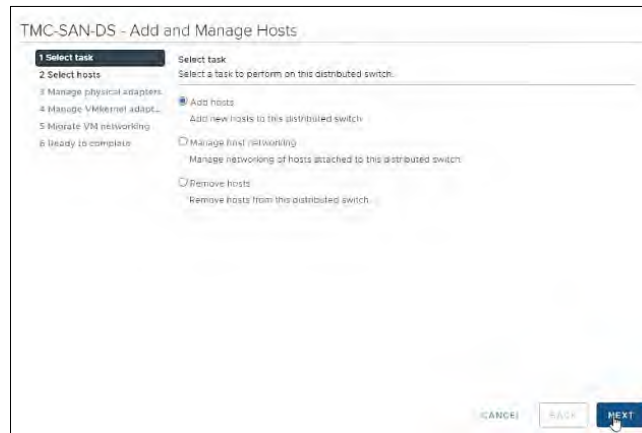 TMC-SAN-DS - Add and Manage Hosts
1 Select task
2 Select hosts
3 Manage physical adapters
4 Manage VMkernel adapt...
5 Migrate VM networking
6 Ready to complete
Select task
Select a task to perform on this distributed switch.
Add hosts
Add new hosts to this distributed switch.
Manage host networking
Manage networking of hosts attached to this distributed switch.
Remove hosts
Remove hosts from this distributed switch.
CANCEL
BACK
NEXT